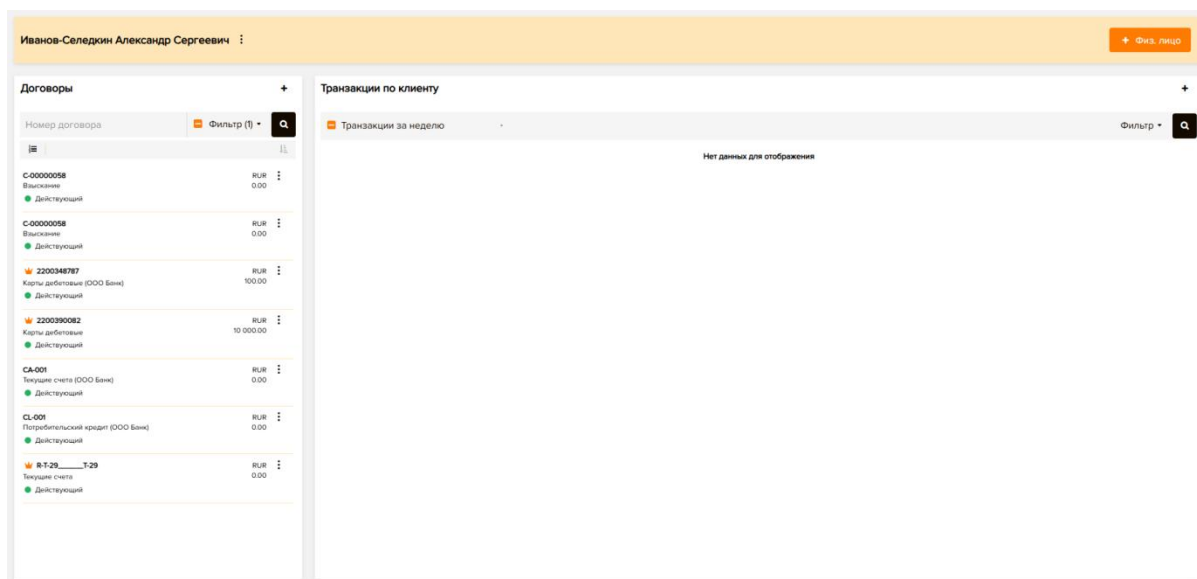 Иванов-Селедкин Александр Сергеевич
+ Физ. лицо
Договоры +
Номер договора Фильтр (1)
C-00000058 RUR
Взыскание 0.00
Действующий
C-00000058 RUR
Взыскание 0.00
Действующий
2200348787 RUR
Карты дебетовые (ООО Банк) 100.00
Действующий
2200390082 RUR
Карты дебетовые 10 000.00
Действующий
CA-001 RUR
Текущие счета (ООО Банк) 0.00
Действующий
CL-001 RUR
Потребительский кредит (ООО Банк) 0.00
Действующий
R-T-29______T-29 RUR
Текущие счета 0.00
Действующий
Транзакции по клиенту +
Транзакции за неделю Фильтр
Нет данных для отображения